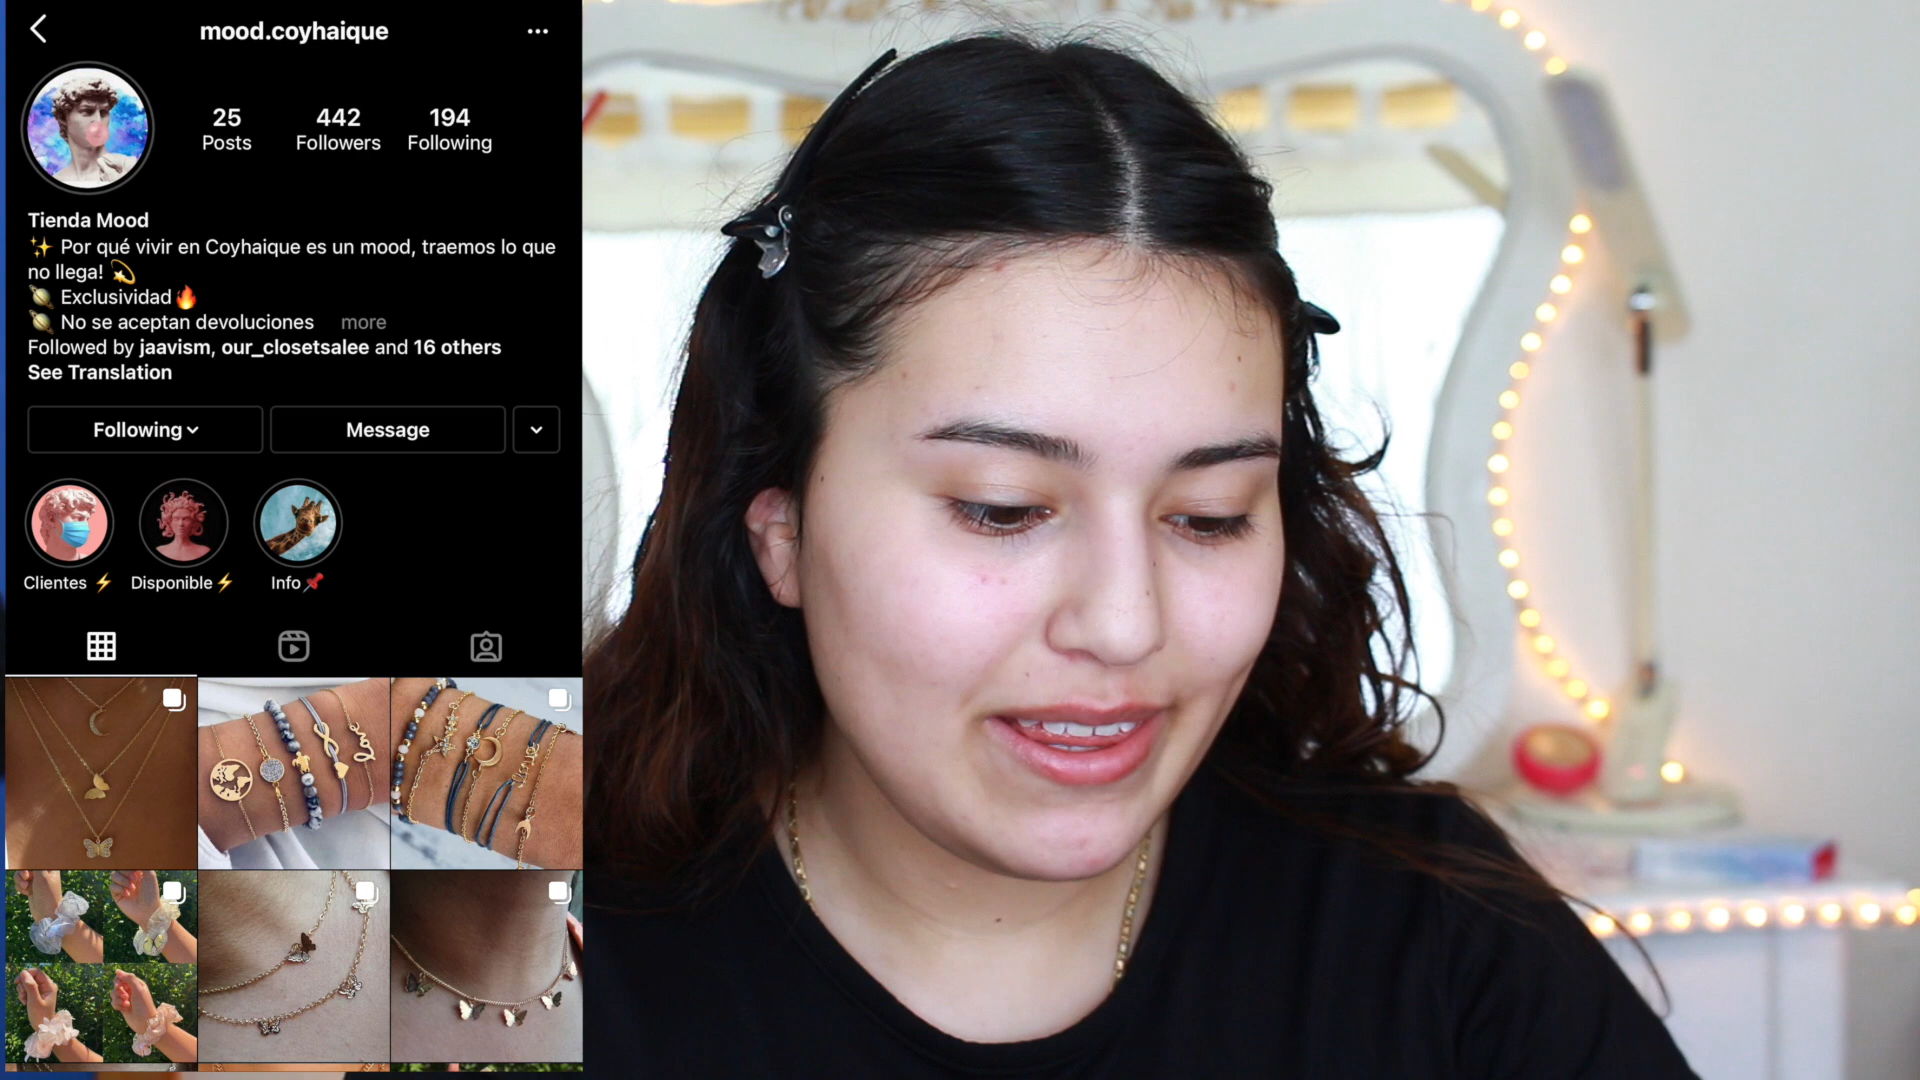 mood.coyhaique
25 442 194
Posts Followers Following
Tienda Mood
✨ Por qué vivir en Coyhaique es un mood, traemos lo que
no llega! 💫
🪐 Exclusividad🔥
🪐 No se aceptan devoluciones more
Followed by jaavism, our_closetsalee and 16 others
See Translation
Following Message
Clientes ⚡ Disponible⚡ Info📌